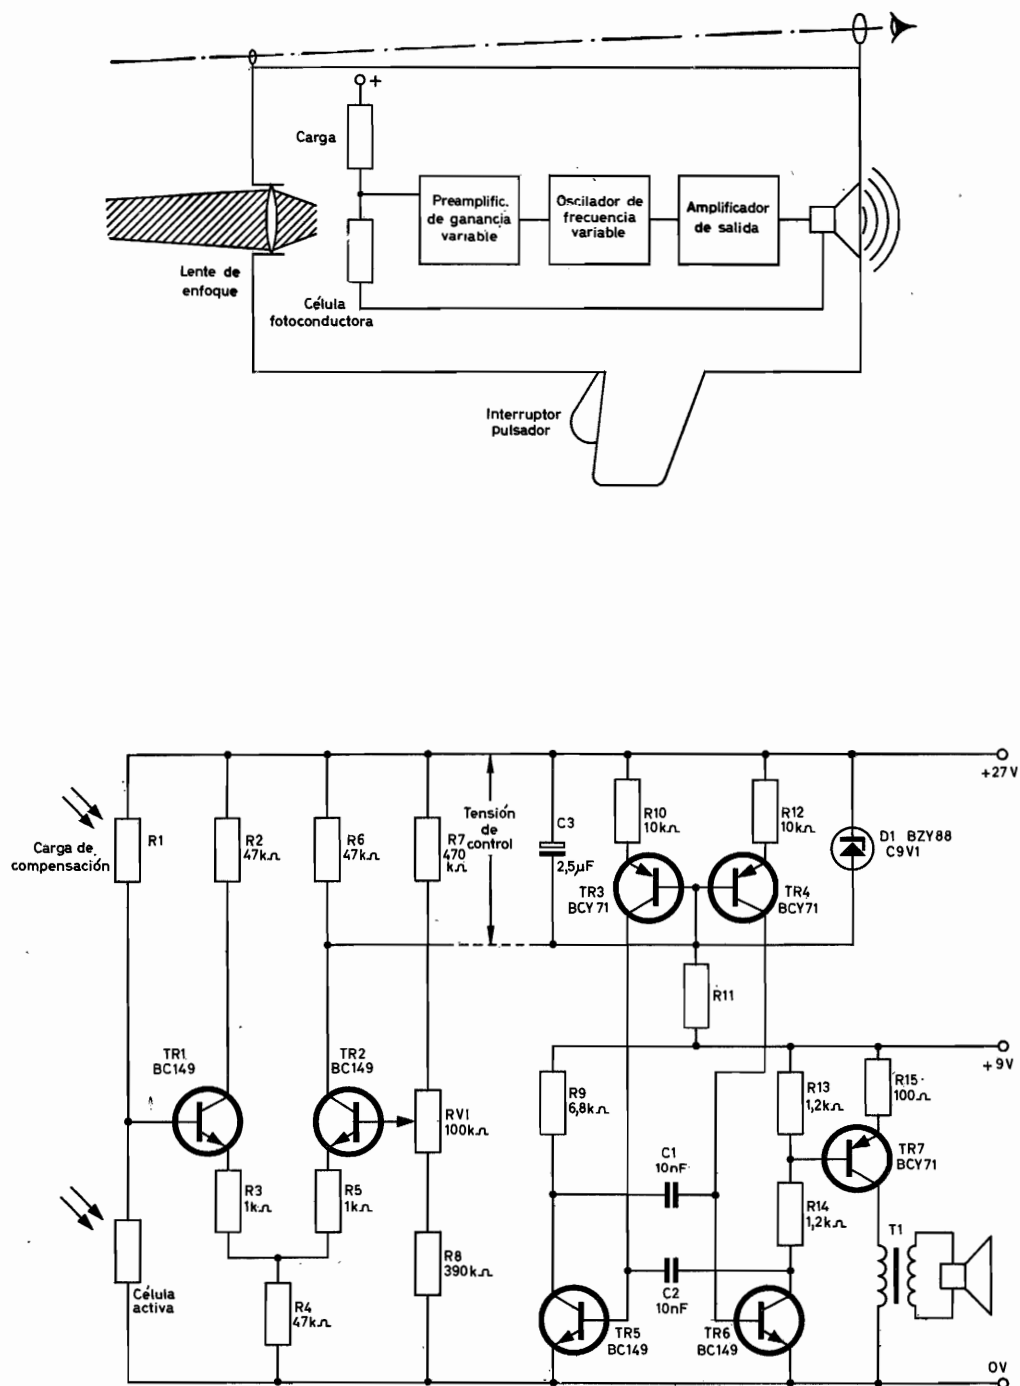 +
Carga
Preamplific.
de ganancia
variable
Oscilador de
frecuencia
variable
Amplificador
de salida
Lente de
enfoque
Célula
fotoconductora
Interruptor
pulsador
+27V
Carga de
compensación
R1
R2
47kΩ
R6
47kΩ
R7
470
kΩ
Tensión
de
control
C3
2,5µF
R10
10kΩ
R12
10kΩ
D1 BZY88
C9V1
TR3
BCY71
TR4
BCY71
R11
+9V
TR1
BC149
TR2
BC149
RV1
100kΩ
R9
6,8kΩ
R13
1,2kΩ
R15
100Ω
TR7
BCY71
C1
10nF
R3
1kΩ
R5
1kΩ
R14
1,2kΩ
T1
R8
390kΩ
C2
10nF
Célula
activa
R4
47kΩ
TR5
BC149
TR6
BC149
0V